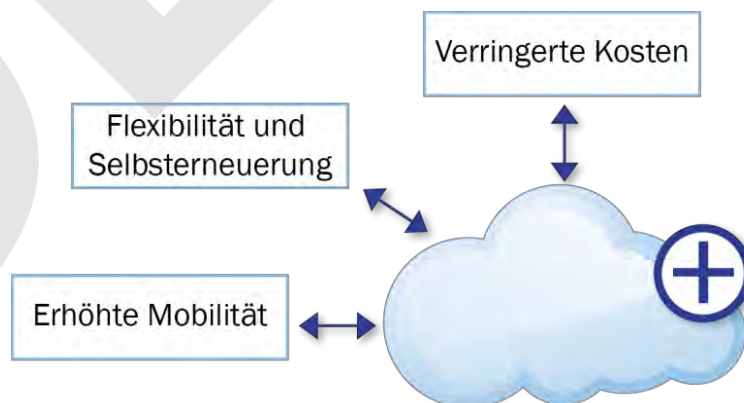 Verringerte Kosten
Flexibilität und
Selbsterneuerung
Erhöhte Mobilität